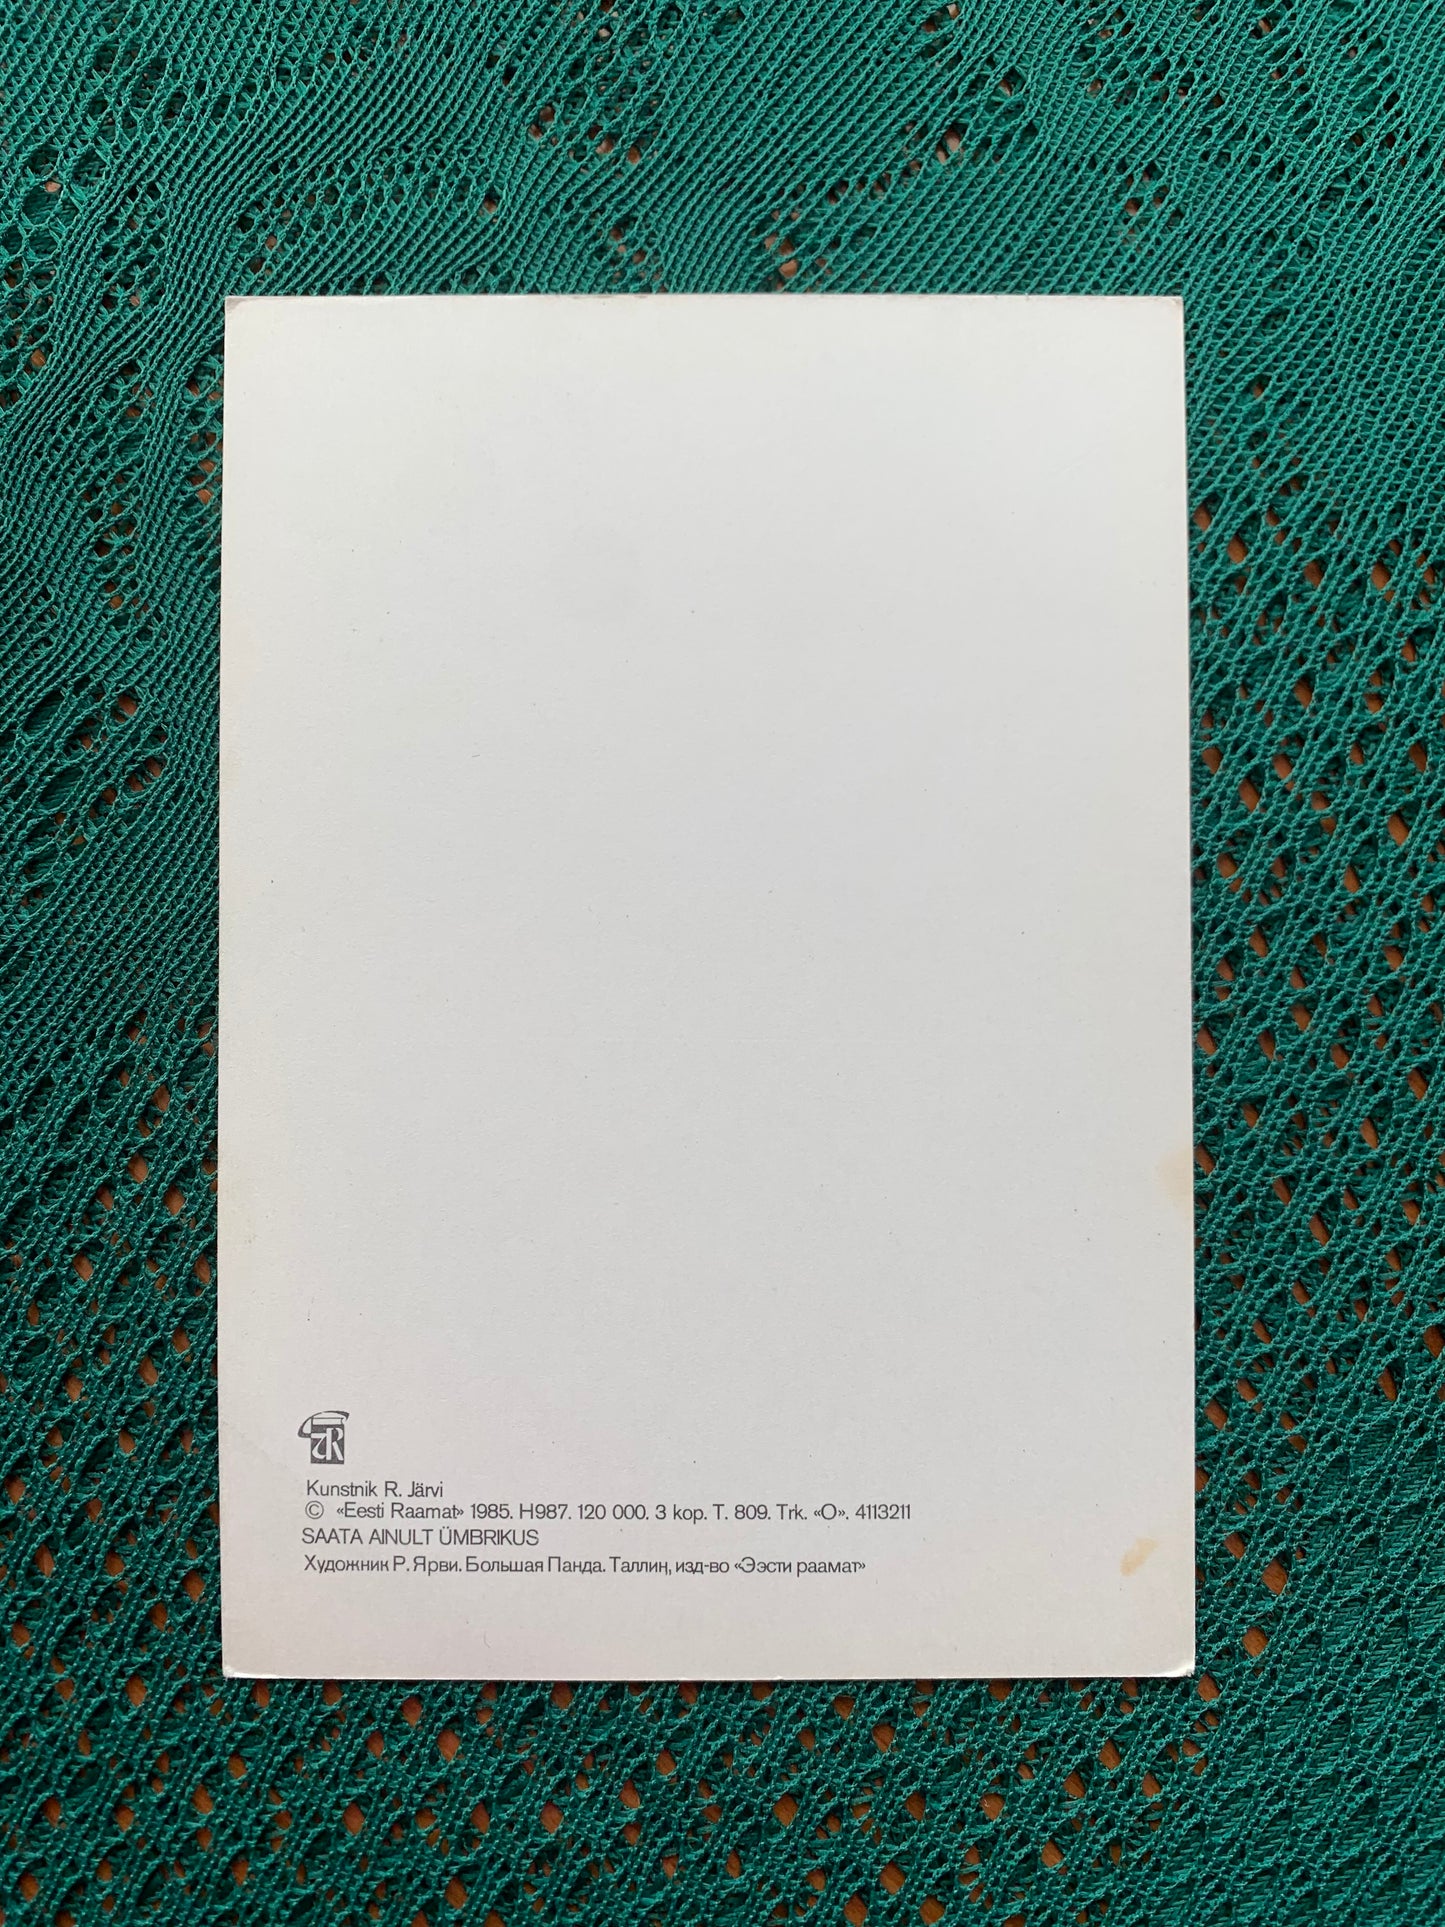 Kunstnik R. Järvi
© «Eesti Raamat» 1985. H987. 120 000. 3 kop. T. 809. Trk. «O». 4113211
SAATA AINULT ÜMBRIKUS
Художник Р. Ярви. Большая Панда. Таллин, изд-во «Ээсти раамат»